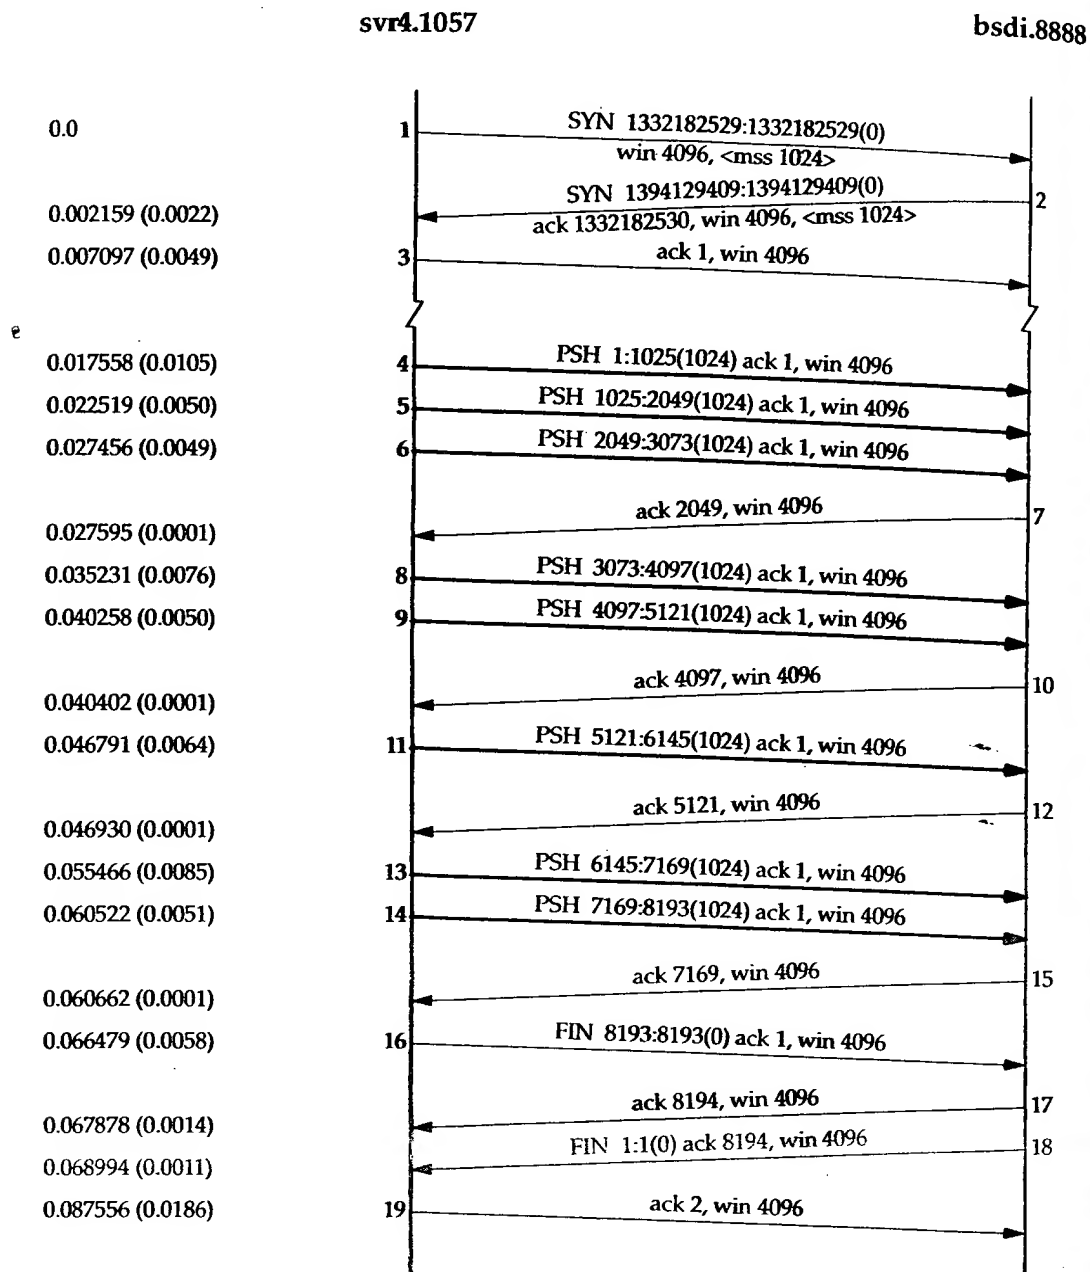 svr4.1057 bsdi.8888
0.0 1 SYN 1332182529:1332182529(0)
win 4096, <mss 1024>
SYN 1394129409:1394129409(0) 2
0.002159 (0.0022) ack 1332182530, win 4096, <mss 1024>
0.007097 (0.0049) 3 ack 1, win 4096
0.017558 (0.0105) 4 PSH 1:1025(1024) ack 1, win 4096
0.022519 (0.0050) 5 PSH 1025:2049(1024) ack 1, win 4096
0.027456 (0.0049) 6 PSH 2049:3073(1024) ack 1, win 4096
ack 2049, win 4096 7
0.027595 (0.0001)
0.035231 (0.0076) 8 PSH 3073:4097(1024) ack 1, win 4096
0.040258 (0.0050) 9 PSH 4097:5121(1024) ack 1, win 4096
ack 4097, win 4096 10
0.040402 (0.0001)
0.046791 (0.0064) 11 PSH 5121:6145(1024) ack 1, win 4096
ack 5121, win 4096 12
0.046930 (0.0001)
0.055466 (0.0085) 13 PSH 6145:7169(1024) ack 1, win 4096
0.060522 (0.0051) 14 PSH 7169:8193(1024) ack 1, win 4096
ack 7169, win 4096 15
0.060662 (0.0001)
0.066479 (0.0058) 16 FIN 8193:8193(0) ack 1, win 4096
ack 8194, win 4096 17
0.067878 (0.0014)
FIN 1:1(0) ack 8194, win 4096 18
0.068994 (0.0011)
0.087556 (0.0186) 19 ack 2, win 4096